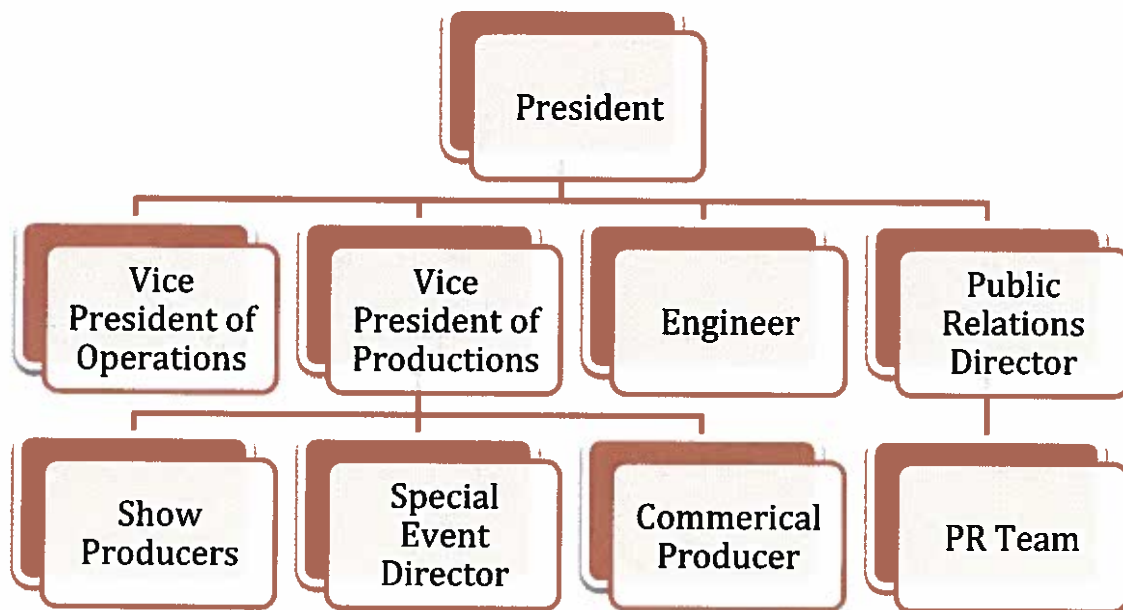 President
Vice
President of
Operations
Vice
President of
Productions
Engineer
Public
Relations
Director
Show
Producers
Special
Event
Director
Commerical
Producer
PR Team